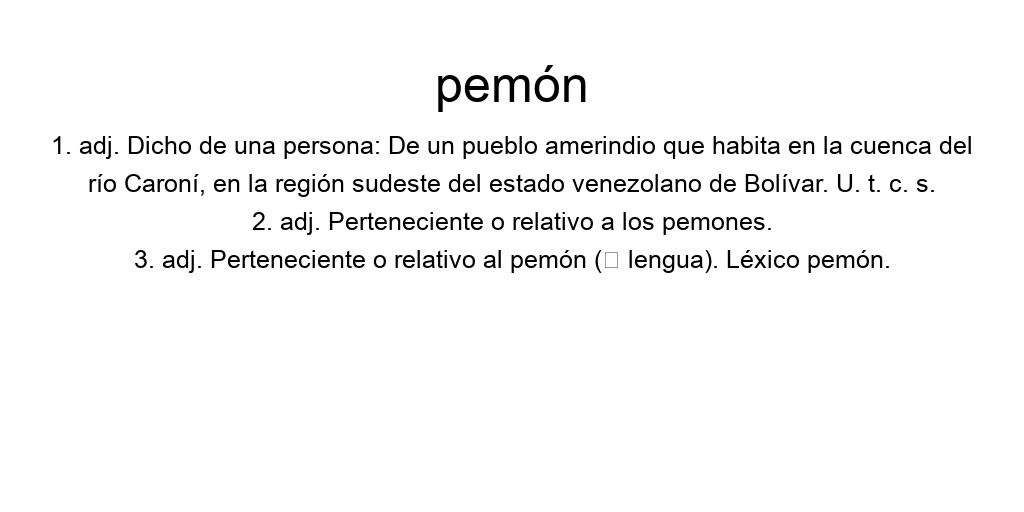 pemón
1. adj. Dicho de una persona: De un pueblo amerindio que habita en la cuenca del
río Caroní, en la región sudeste del estado venezolano de Bolívar. U. t. c. s.
2. adj. Perteneciente o relativo a los pemones.
3. adj. Perteneciente o relativo al pemón (□ lengua). Léxico pemón.